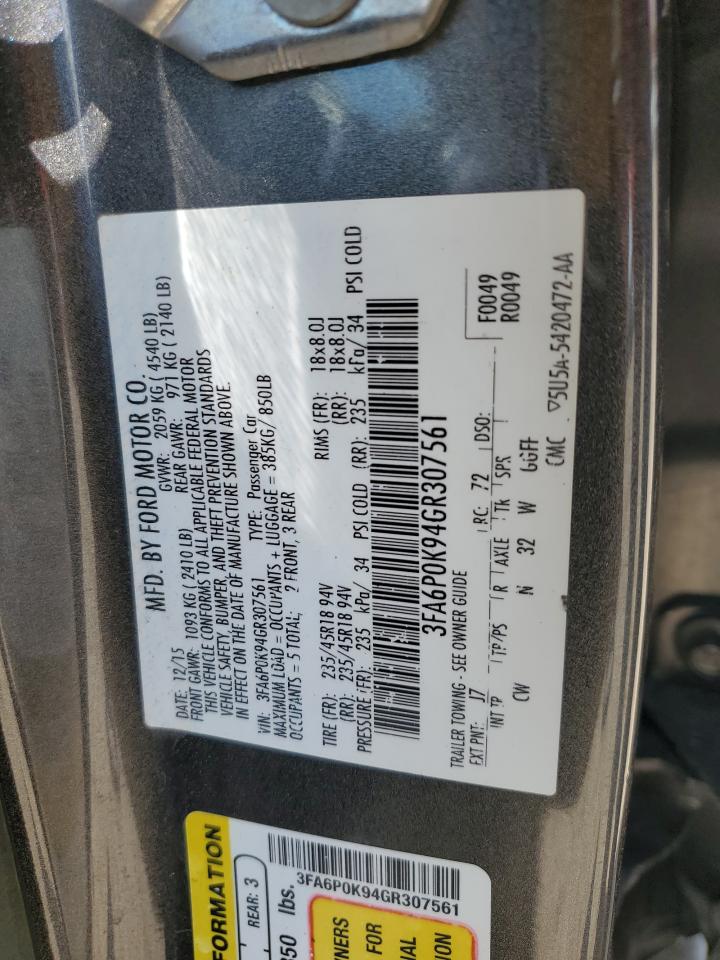 MFD. BY FORD MOTOR CO.
DATE: 12/15 GVWR: 2059 KG ( 4540 LB)
FRONT GAWR: 1093 KG ( 2410 LB) REAR GAWR: 971 KG ( 2140 LB)
THIS VEHICLE CONFORMS TO ALL APPLICABLE FEDERAL MOTOR
VEHICLE SAFETY, BUMPER, AND THEFT PREVENTION STANDARDS
IN EFFECT ON THE DATE OF MANUFACTURE SHOWN ABOVE.
VIN: 3FA6P0K94GR307561 TYPE: Passenger Car
MAXIMUM LOAD = OCCUPANTS + LUGGAGE = 385KG/ 850LB
OCCUPANTS = 5 TOTAL; 2 FRONT, 3 REAR
TIRE (FR): 235/45R18 94V RIMS (FR): 18x8.0J
(RR): 235/45R18 94V (RR): 18x8.0J
PRESSURE (FR): 235 kPa/ 34 PSI COLD (RR): 235 kPa/ 34 PSI COLD
3FA6P0K94GR307561
TRAILER TOWING - SEE OWNER GUIDE
EXT PNT: J7 RC: 72 DSO: F0049
R0049
INT TP TP/PS R AXLE Tk SPR
CW N 32 W GGFF
CMC ▽5U5A-5420472-AA
FORMATION
REAR: 3
850 lbs.
3FA6P0K94GR307561
FOR